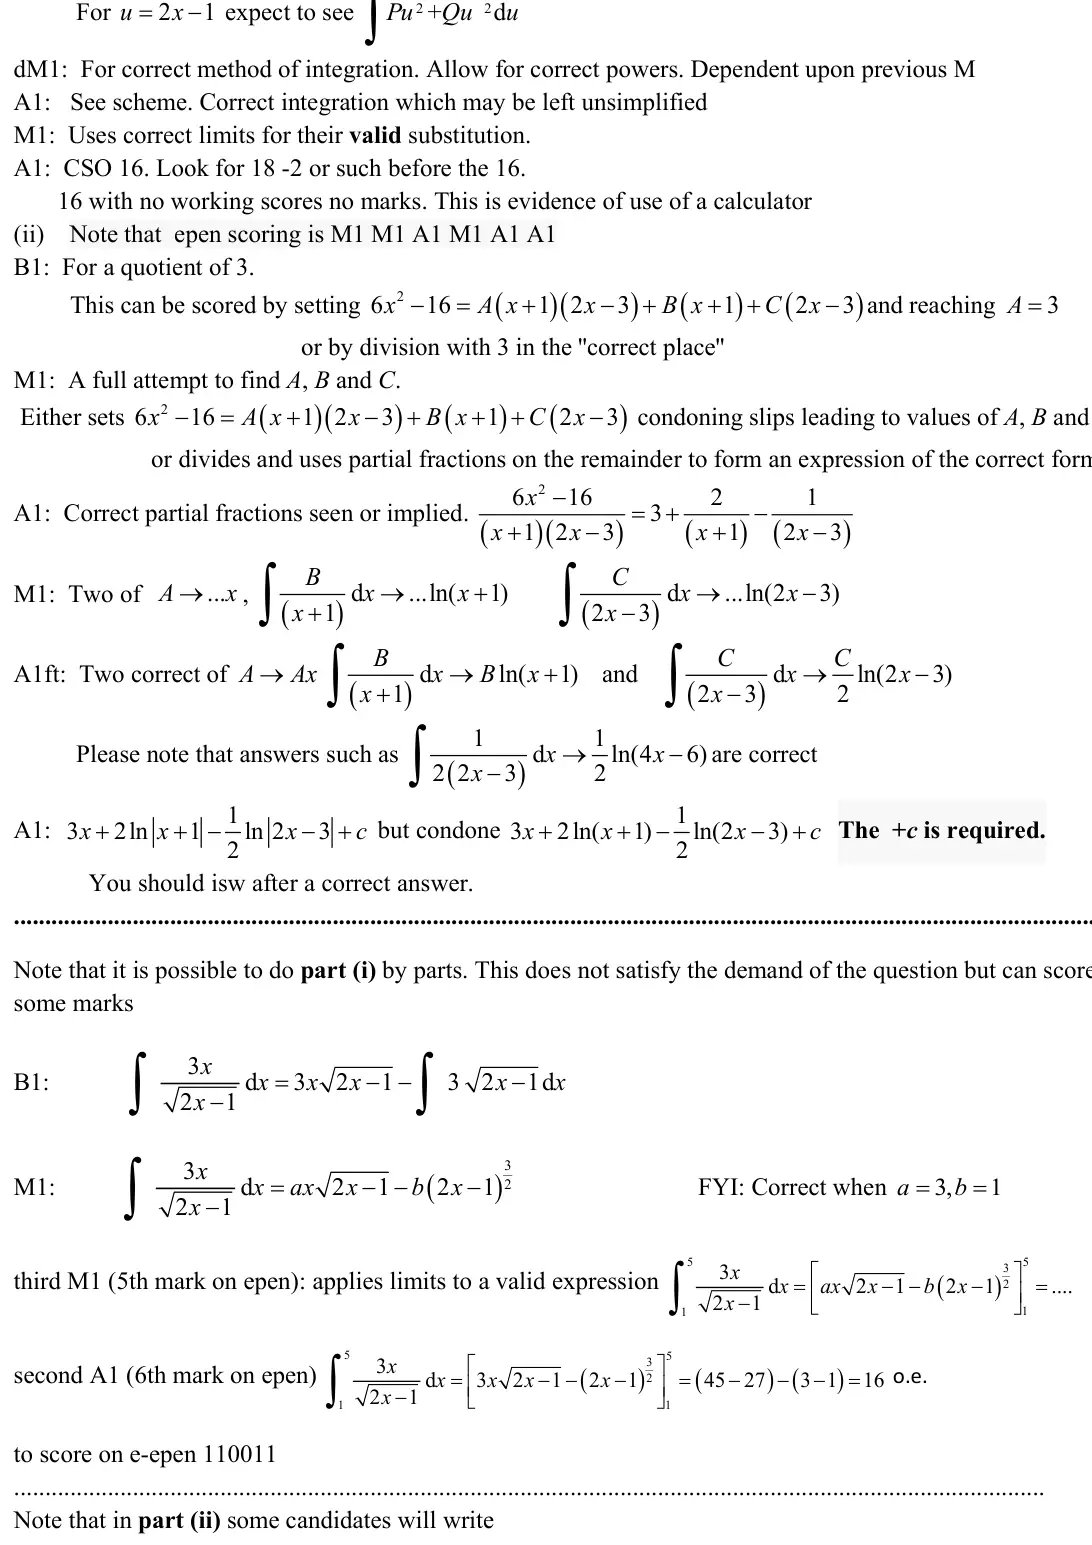 For u = 2x − 1 expect to see ∫ Pu² + Qu ² du
dM1: For correct method of integration. Allow for correct powers. Dependent upon previous M
A1: See scheme. Correct integration which may be left unsimplified
M1: Uses correct limits for their valid substitution.
A1: CSO 16. Look for 18 -2 or such before the 16.
16 with no working scores no marks. This is evidence of use of a calculator
(ii) Note that epen scoring is M1 M1 A1 M1 A1 A1
B1: For a quotient of 3.
This can be scored by setting 6x² − 16 = A(x+1)(2x−3) + B(x+1) + C(2x−3) and reaching A = 3
or by division with 3 in the "correct place"
M1: A full attempt to find A, B and C.
Either sets 6x² − 16 = A(x+1)(2x−3) + B(x+1) + C(2x−3) condoning slips leading to values of A, B and
or divides and uses partial fractions on the remainder to form an expression of the correct form
A1: Correct partial fractions seen or implied. (6x² − 16)/((x+1)(2x−3)) = 3 + 2/(x+1) − 1/(2x−3)
M1: Two of A → ...x , ∫ B/(x+1) dx → ...ln(x+1) ∫ C/(2x−3) dx → ...ln(2x−3)
A1ft: Two correct of A → Ax ∫ B/(x+1) dx → B ln(x+1) and ∫ C/(2x−3) dx → C/2 ln(2x−3)
Please note that answers such as ∫ 1/(2(2x−3)) dx → 1/2 ln(4x−6) are correct
A1: 3x + 2 ln|x+1| − 1/2 ln|2x−3| + c but condone 3x + 2 ln(x+1) − 1/2 ln(2x−3) + c The +c is required.
You should isw after a correct answer.
Note that it is possible to do part (i) by parts. This does not satisfy the demand of the question but can score
some marks
B1: ∫ 3x/√(2x−1) dx = 3x√(2x−1) − ∫ 3 √(2x−1) dx
M1: ∫ 3x/√(2x−1) dx = ax√(2x−1) − b(2x−1)^(3/2) FYI: Correct when a = 3, b = 1
third M1 (5th mark on epen): applies limits to a valid expression ∫₁⁵ 3x/√(2x−1) dx = [ax√(2x−1) − b(2x−1)^(3/2)]₁⁵ = ....
second A1 (6th mark on epen) ∫₁⁵ 3x/√(2x−1) dx = [3x√(2x−1) − (2x−1)^(3/2)]₁⁵ = (45−27) − (3−1) = 16 o.e.
to score on e-epen 110011
Note that in part (ii) some candidates will write